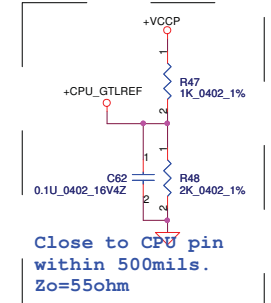 +VCCP
1
R47
1K_0402_1%
+CPU_GTLREF
2
1
1
C62
0.1U_0402_16V4Z
R48
2K_0402_1%
2
2
Close to CPU pin
within 500mils.
Zo=55ohm